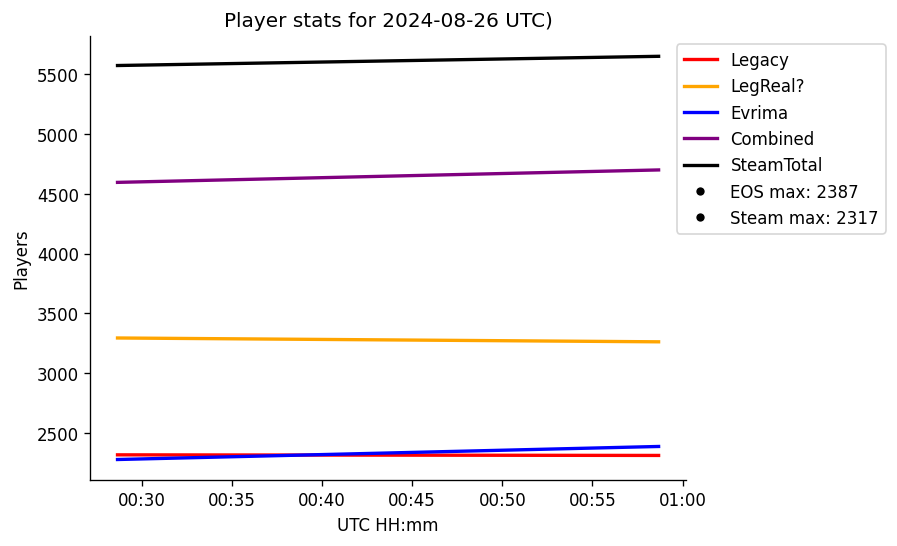 Player stats for 2024-08-26 UTC)
Legacy
LegReal?
Evrima
Combined
SteamTotal
EOS max: 2387
Steam max: 2317
Players
5500
5000
4500
4000
3500
3000
2500
00:30 00:35 00:40 00:45 00:50 00:55 01:00
UTC HH:mm